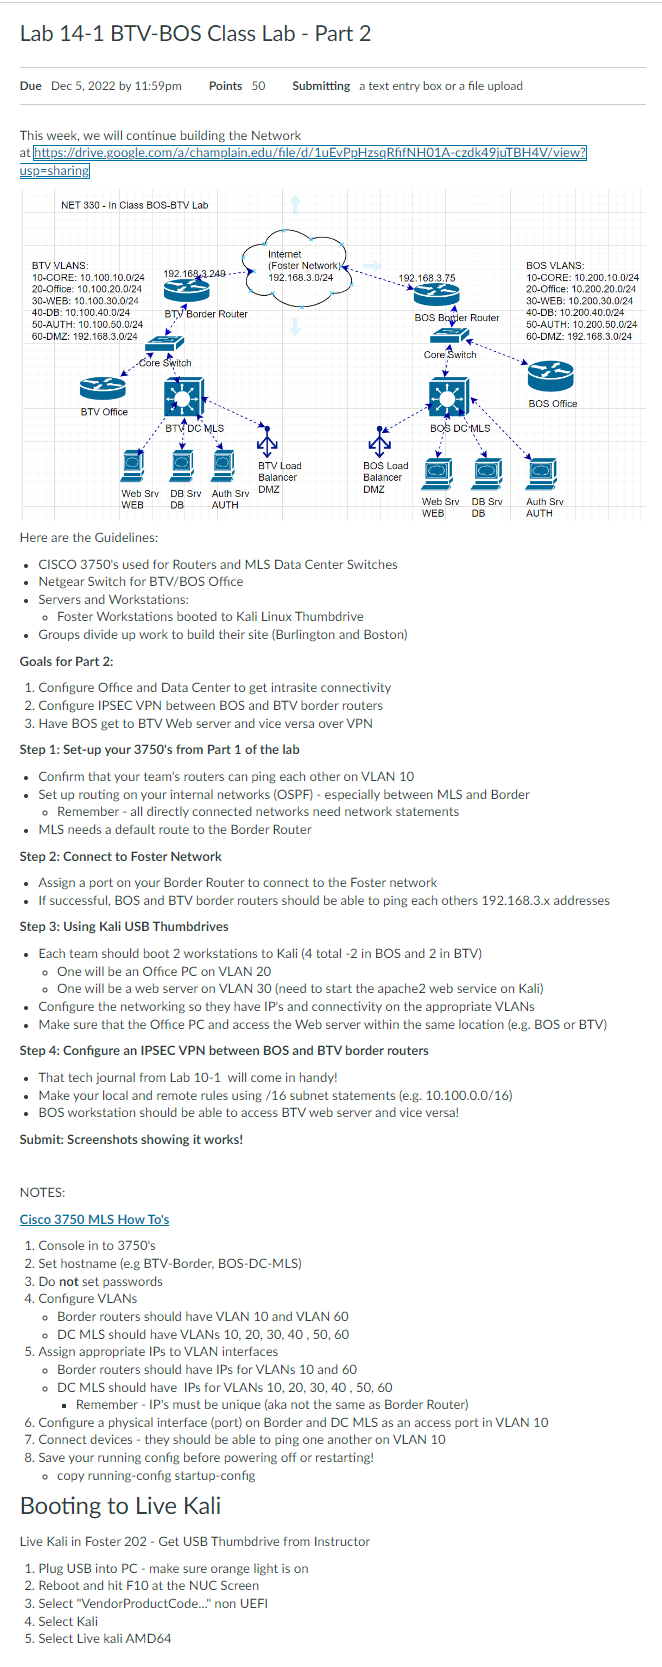 Lab 14-1 BTV-BOS Class Lab - Part 2
Due Dec 5, 2022 by 11:59pm Points 50 Submitting a text entry box or a file upload
This week, we will continue building the Network
at https://drive.google.com/a/champlain.edu/file/d/1uEvPpHzsqRfifNH01A-czdk49juTBH4V/view?
usp=sharing
NET 330 - In Class BOS-BTV Lab
Internet
(Foster Network)
192.168.3.0/24
BTV VLANS:
10-CORE: 10.100.10.0/24
20-Office: 10.100.20.0/24
30-WEB: 10.100.30.0/24
40-DB: 10.100.40.0/24
50-AUTH: 10.100.50.0/24
60-DMZ: 192.168.3.0/24
192.168.3.249
BTV Border Router
192.168.3.75
BOS Border Router
BOS VLANS:
10-CORE: 10.200.10.0/24
20-Office: 10.200.20.0/24
30-WEB: 10.200.30.0/24
40-DB: 10.200.40.0/24
50-AUTH: 10.200.50.0/24
60-DMZ: 192.168.3.0/24
Core Switch
Core Switch
BTV Office
BTV DC MLS
BOS DC MLS
BOS Office
BTV Load
Balancer
DMZ
BOS Load
Balancer
DMZ
Web Srv
WEB
DB Srv
DB
Auth Srv
AUTH
Web Srv
WEB
DB Srv
DB
Auth Srv
AUTH
Here are the Guidelines:
• CISCO 3750's used for Routers and MLS Data Center Switches
• Netgear Switch for BTV/BOS Office
• Servers and Workstations:
◦ Foster Workstations booted to Kali Linux Thumbdrive
• Groups divide up work to build their site (Burlington and Boston)
Goals for Part 2:
1. Configure Office and Data Center to get intrasite connectivity
2. Configure IPSEC VPN between BOS and BTV border routers
3. Have BOS get to BTV Web server and vice versa over VPN
Step 1: Set-up your 3750's from Part 1 of the lab
• Confirm that your team's routers can ping each other on VLAN 10
• Set up routing on your internal networks (OSPF) - especially between MLS and Border
◦ Remember - all directly connected networks need network statements
• MLS needs a default route to the Border Router
Step 2: Connect to Foster Network
• Assign a port on your Border Router to connect to the Foster network
• If successful, BOS and BTV border routers should be able to ping each others 192.168.3.x addresses
Step 3: Using Kali USB Thumbdrives
• Each team should boot 2 workstations to Kali (4 total -2 in BOS and 2 in BTV)
◦ One will be an Office PC on VLAN 20
◦ One will be a web server on VLAN 30 (need to start the apache2 web service on Kali)
• Configure the networking so they have IP's and connectivity on the appropriate VLANs
• Make sure that the Office PC and access the Web server within the same location (e.g. BOS or BTV)
Step 4: Configure an IPSEC VPN between BOS and BTV border routers
• That tech journal from Lab 10-1 will come in handy!
• Make your local and remote rules using /16 subnet statements (e.g. 10.100.0.0/16)
• BOS workstation should be able to access BTV web server and vice versa!
Submit: Screenshots showing it works!
NOTES:
Cisco 3750 MLS How To's
1. Console in to 3750's
2. Set hostname (e.g BTV-Border, BOS-DC-MLS)
3. Do not set passwords
4. Configure VLANs
◦ Border routers should have VLAN 10 and VLAN 60
◦ DC MLS should have VLANs 10, 20, 30, 40 , 50, 60
5. Assign appropriate IPs to VLAN interfaces
◦ Border routers should have IPs for VLANs 10 and 60
◦ DC MLS should have IPs for VLANs 10, 20, 30, 40 , 50, 60
▪ Remember - IP's must be unique (aka not the same as Border Router)
6. Configure a physical interface (port) on Border and DC MLS as an access port in VLAN 10
7. Connect devices - they should be able to ping one another on VLAN 10
8. Save your running config before powering off or restarting!
◦ copy running-config startup-config
Booting to Live Kali
Live Kali in Foster 202 - Get USB Thumbdrive from Instructor
1. Plug USB into PC - make sure orange light is on
2. Reboot and hit F10 at the NUC Screen
3. Select "VendorProductCode..." non UEFI
4. Select Kali
5. Select Live kali AMD64